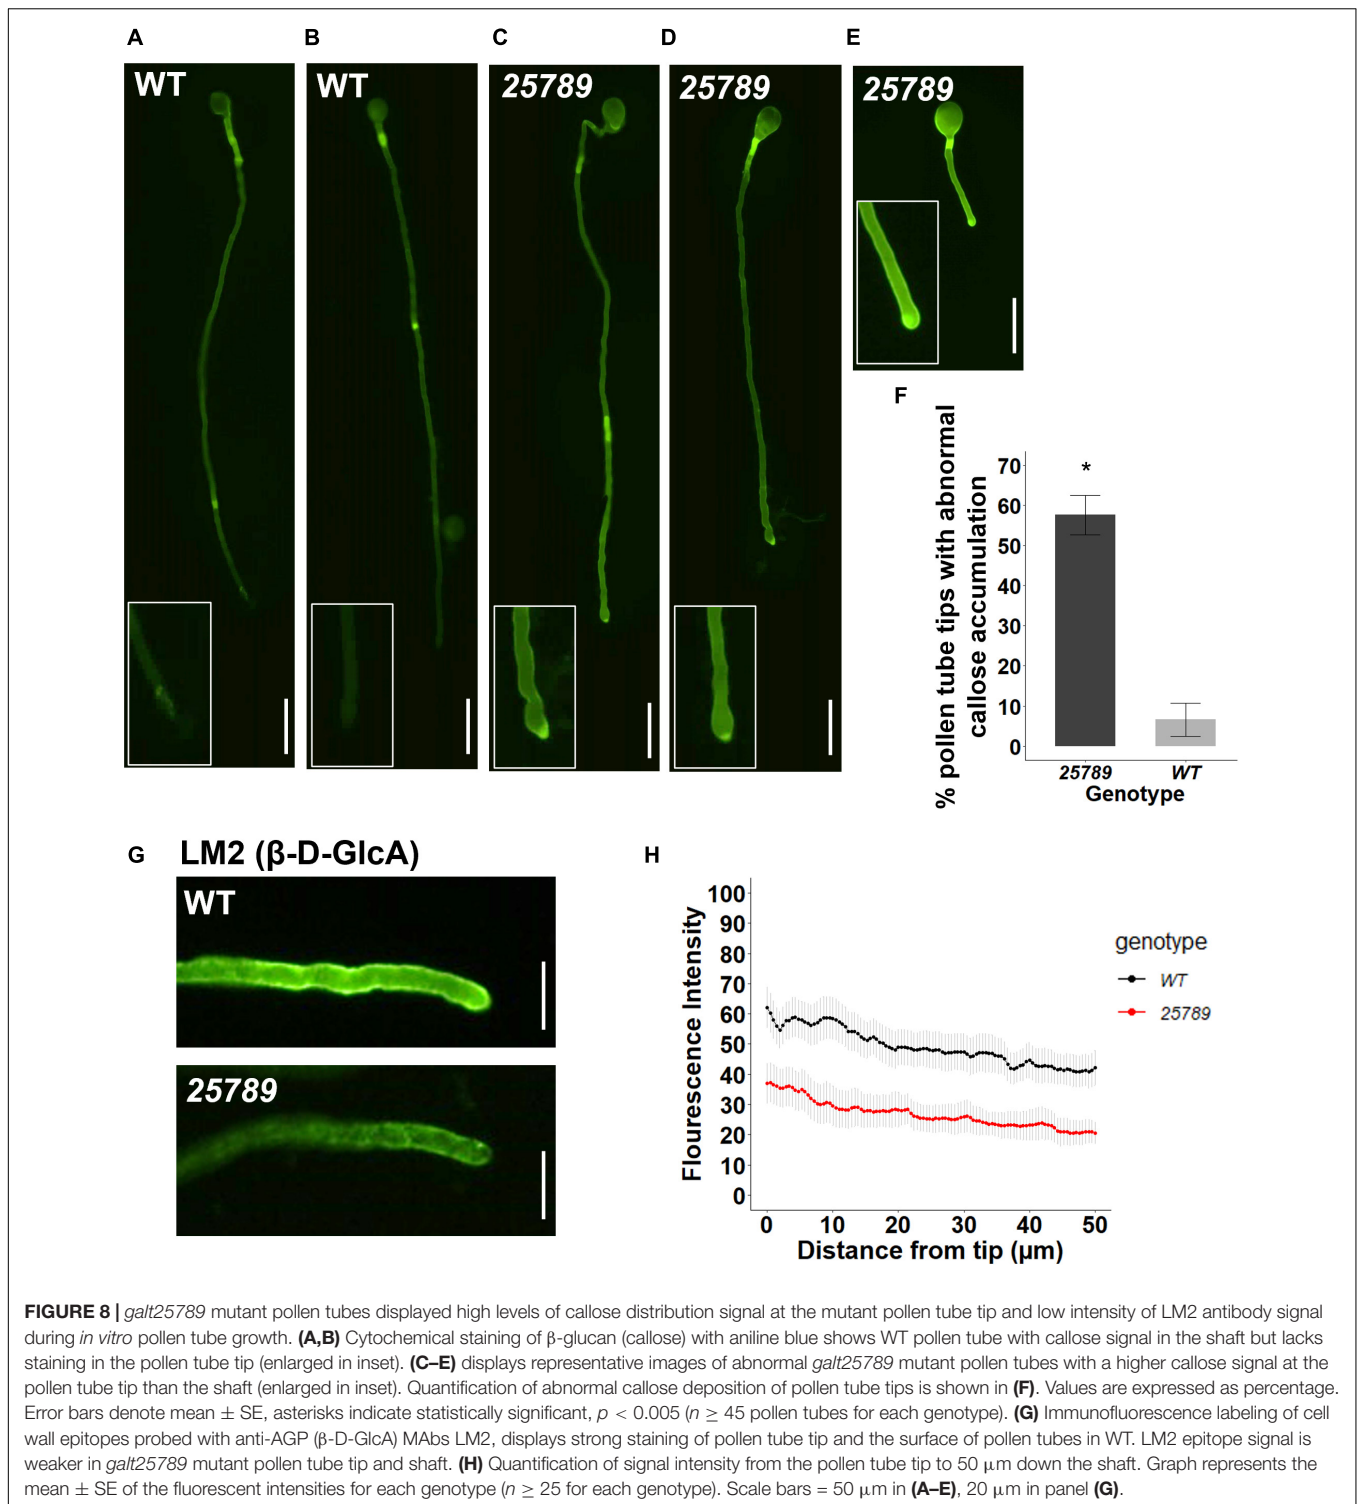 A
B
C
D
E
WT
WT
25789
25789
25789
F
% pollen tube tips with abnormal
callose accumulation
70
60
50
40
30
20
10
0
*
25789
WT
Genotype
G
LM2 (β-D-GlcA)
WT
25789
H
Flourescence Intensity
100
90
80
70
60
50
40
30
20
10
0
0 10 20 30 40 50
Distance from tip (µm)
genotype
WT
25789
FIGURE 8 | galt25789 mutant pollen tubes displayed high levels of callose distribution signal at the mutant pollen tube tip and low intensity of LM2 antibody signal
during in vitro pollen tube growth. (A,B) Cytochemical staining of β-glucan (callose) with aniline blue shows WT pollen tube with callose signal in the shaft but lacks
staining in the pollen tube tip (enlarged in inset). (C–E) displays representative images of abnormal galt25789 mutant pollen tubes with a higher callose signal at the
pollen tube tip than the shaft (enlarged in inset). Quantification of abnormal callose deposition of pollen tube tips is shown in (F). Values are expressed as percentage.
Error bars denote mean ± SE, asterisks indicate statistically significant, p < 0.005 (n ≥ 45 pollen tubes for each genotype). (G) Immunofluorescence labeling of cell
wall epitopes probed with anti-AGP (β-D-GlcA) MAbs LM2, displays strong staining of pollen tube tip and the surface of pollen tubes in WT. LM2 epitope signal is
weaker in galt25789 mutant pollen tube tip and shaft. (H) Quantification of signal intensity from the pollen tube tip to 50 µm down the shaft. Graph represents the
mean ± SE of the fluorescent intensities for each genotype (n ≥ 25 for each genotype). Scale bars = 50 µm in (A–E), 20 µm in panel (G).